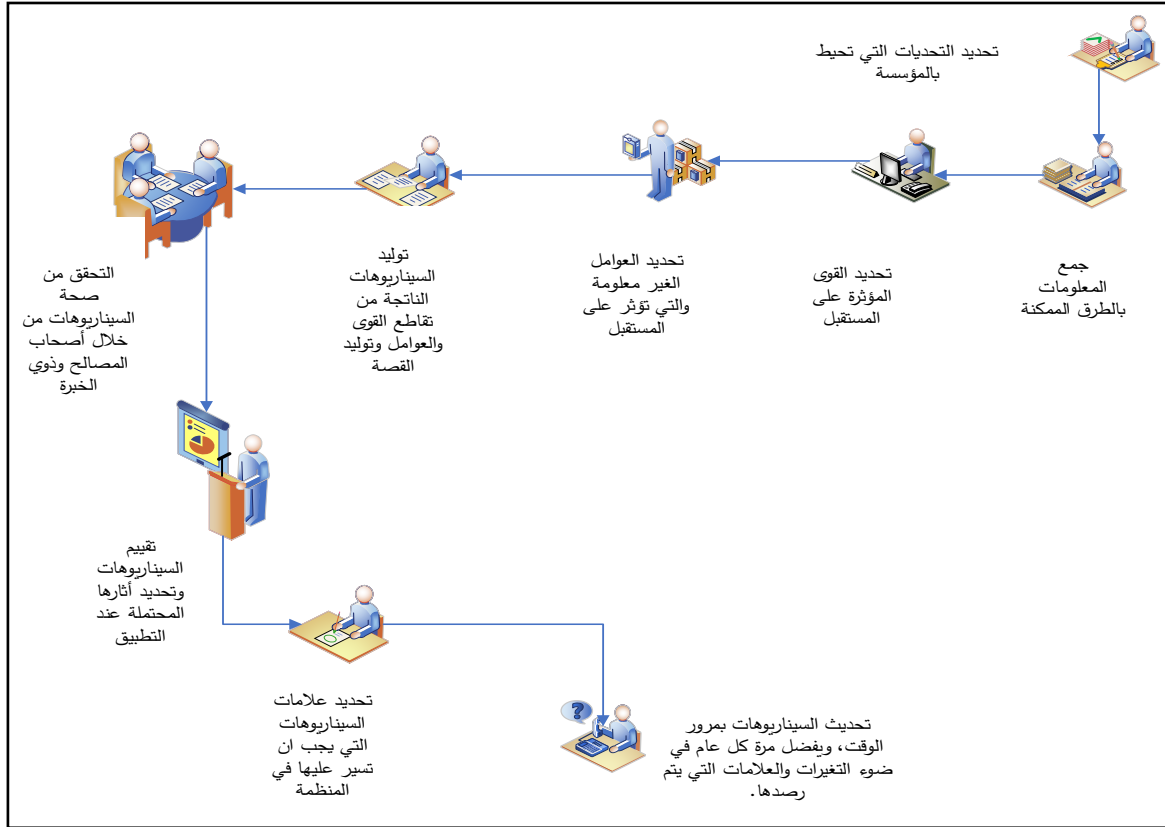 تحديد التحديات التي تحيط
بالمؤسسة
جمع
المعلومات
بالطرق الممكنة
تحديد القوى
المؤثرة على
المستقبل
تحديد العوامل
الغير معلومة
والتي تؤثر على
المستقبل
توليد
السيناريوهات
الناتجة من
تقاطع القوى
والعوامل وتوليد
القصة
التحقق من
صحة
السيناريوهات من
خلال أصحاب
المصالح وذوي
الخبرة
تقييم
السيناريوهات
وتحديد أثارها
المحتملة عند
التطبيق
تحديد علامات
السيناريوهات
التي يجب ان
تسير عليها في
المنظمة
تحديث السيناريوهات بمرور
الوقت، ويفضل مرة كل عام في
ضوء التغيرات والعلامات التي يتم
رصدها.
?